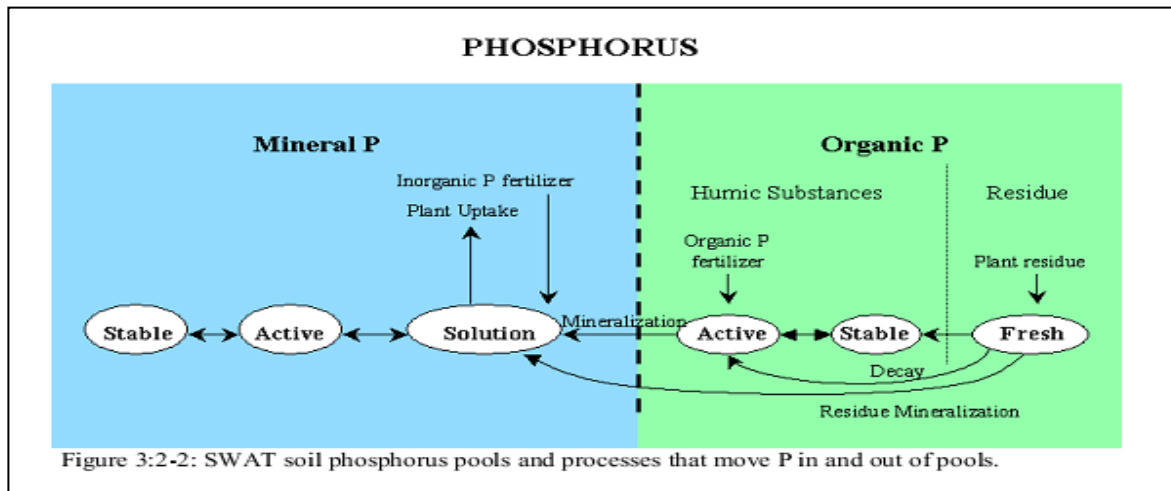 PHOSPHORUS
Mineral P
Organic P
Inorganic P fertilizer
Plant Uptake
Humic Substances
Residue
Organic P
fertilizer
Plant residue
Stable
Active
Solution
Mineralization
Active
Stable
Fresh
Decay
Residue Mineralization
Figure 3:2-2: SWAT soil phosphorus pools and processes that move P in and out of pools.